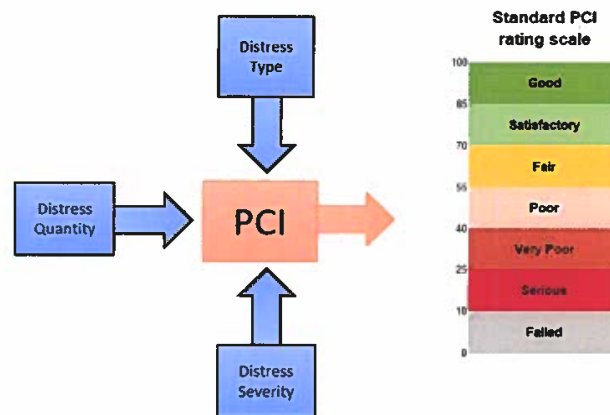 Distress
Type
Distress
Quantity
PCI
Distress
Severity
Standard PCI
rating scale
100
Good
85
Satisfactory
70
Fair
55
Poor
40
Very Poor
25
Serious
10
Failed
0